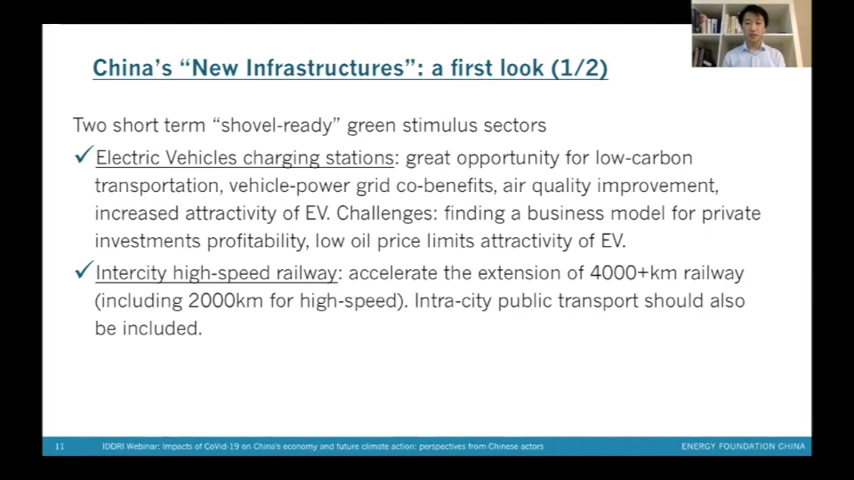 China's "New Infrastructures": a first look (1/2)
Two short term "shovel-ready" green stimulus sectors
✓ Electric Vehicles charging stations: great opportunity for low-carbon
transportation, vehicle-power grid co-benefits, air quality improvement,
increased attractivity of EV. Challenges: finding a business model for private
investments profitability, low oil price limits attractivity of EV.
✓ Intercity high-speed railway: accelerate the extension of 4000+km railway
(including 2000km for high-speed). Intra-city public transport should also
be included.
11 IDDRI Webinar: Impacts of CoVid-19 on China's economy and future climate action: perspectives from Chinese actors ENERGY FOUNDATION CHINA